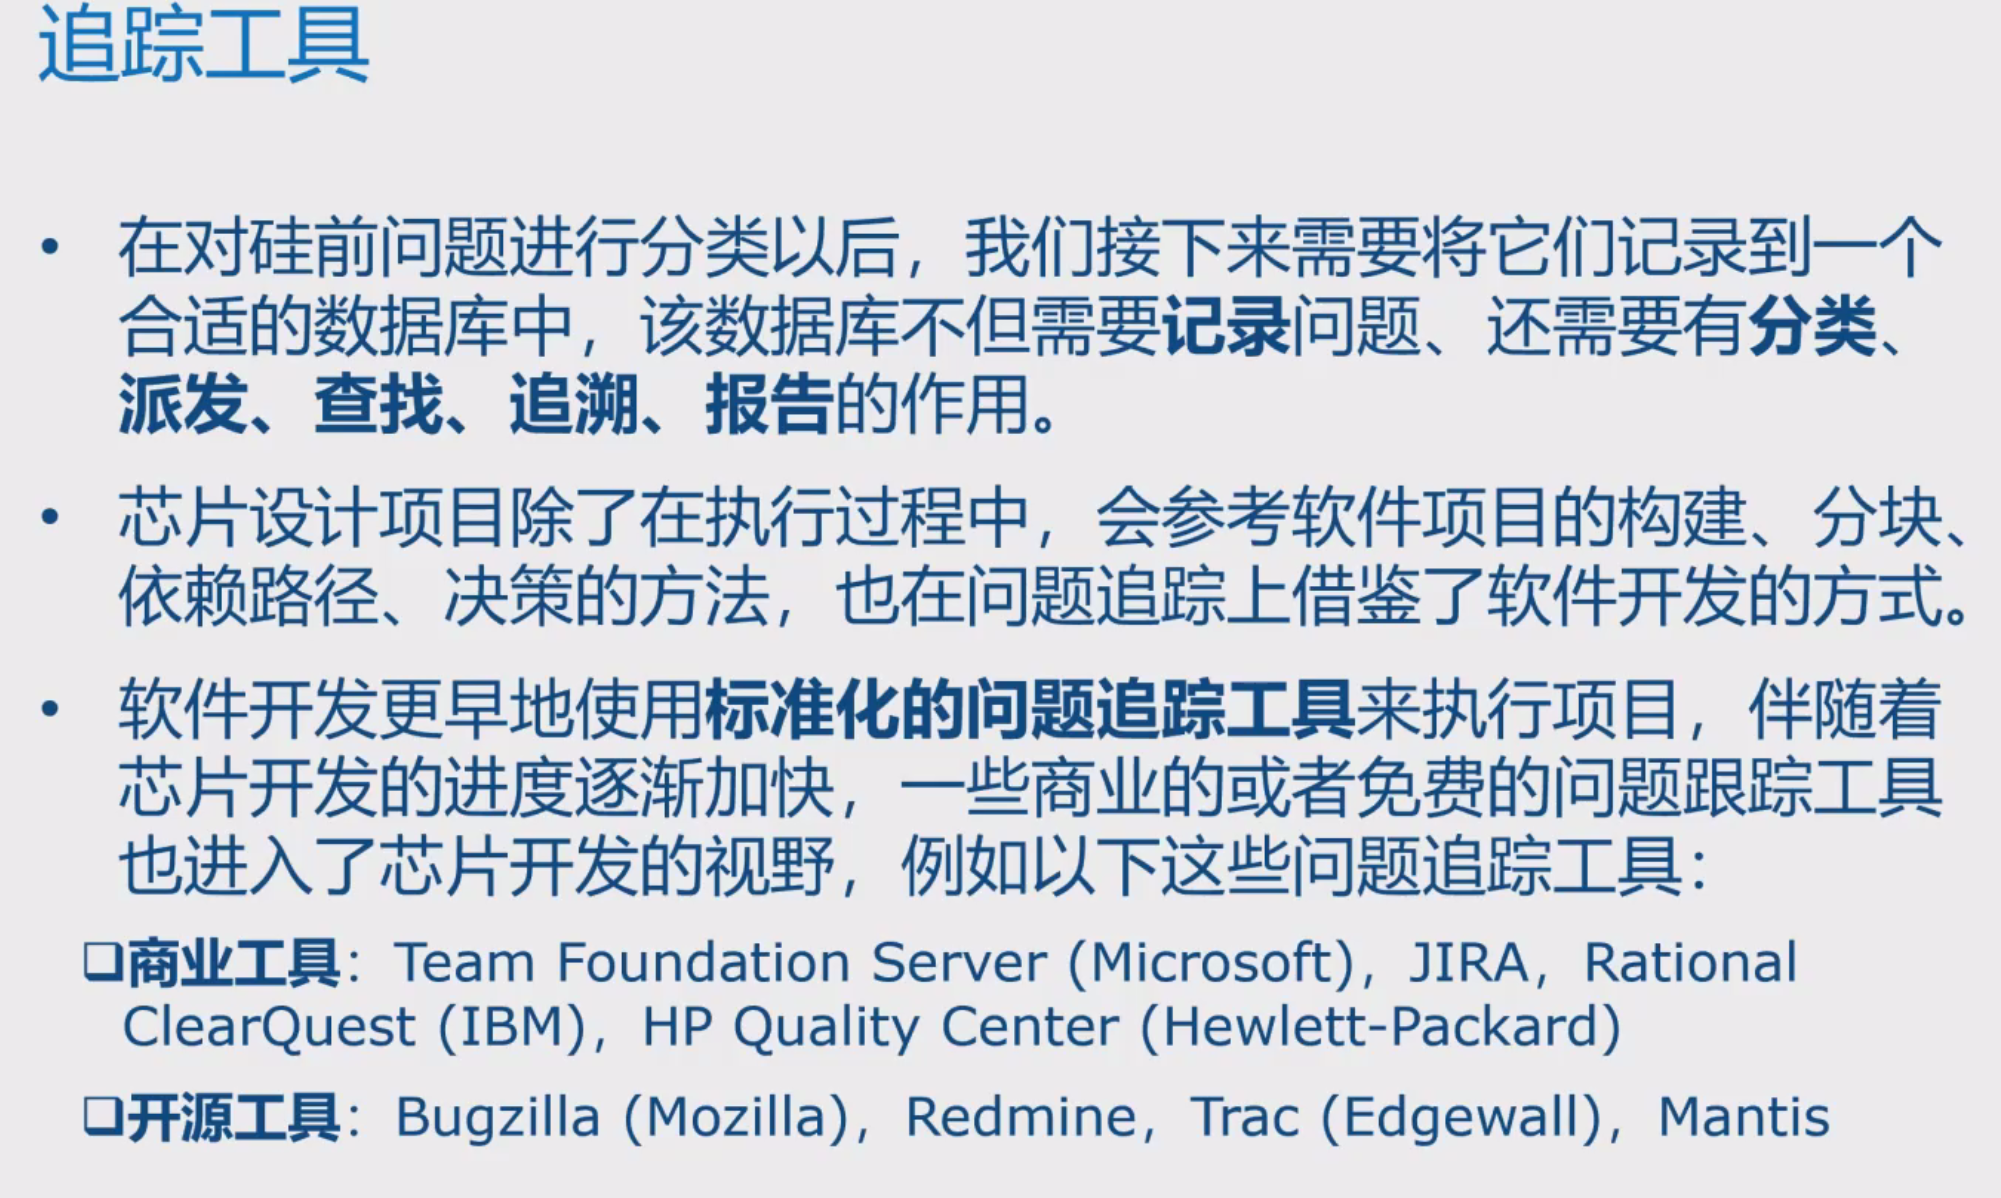 追踪工具
• 在对硅前问题进行分类以后，我们接下来需要将它们记录到一个
合适的数据库中，该数据库不但需要记录问题、还需要有分类、
派发、查找、追溯、报告的作用。
• 芯片设计项目除了在执行过程中，会参考软件项目的构建、分块、
依赖路径、决策的方法，也在问题追踪上借鉴了软件开发的方式。
• 软件开发更早地使用标准化的问题追踪工具来执行项目，伴随着
芯片开发的进度逐渐加快，一些商业的或者免费的问题跟踪工具
也进入了芯片开发的视野，例如以下这些问题追踪工具：
❑商业工具：Team Foundation Server (Microsoft)，JIRA，Rational
ClearQuest (IBM)，HP Quality Center (Hewlett-Packard)
❑开源工具：Bugzilla (Mozilla)，Redmine，Trac (Edgewall)，Mantis